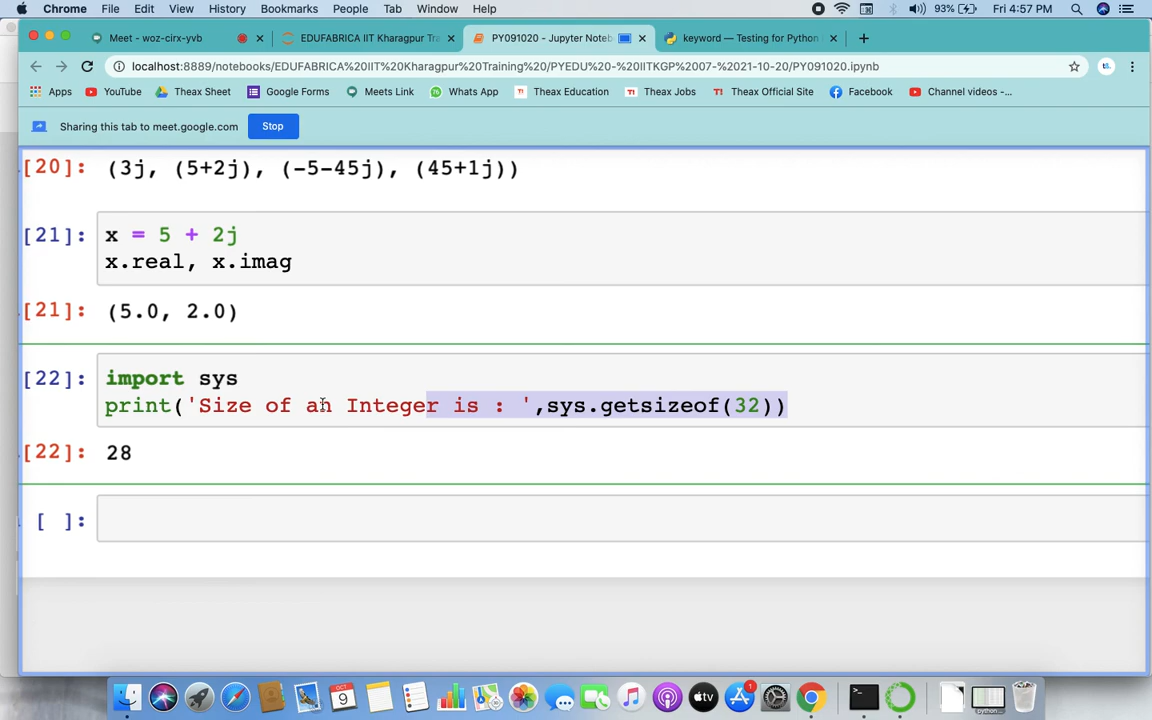 Chrome File Edit View History Bookmarks People Tab Window Help 93% Fri 4:57 PM
Meet - woz-cirx-yvb EDUFABRICA IIT Kharagpur Tra PY091020 - Jupyter Noteb keyword — Testing for Python
localhost:8889/notebooks/EDUFABRICA%20IIT%20Kharagpur%20Training%20/PYEDU%20-%20IITKGP%2007-%2021-10-20/PY091020.ipynb
Apps YouTube Theax Sheet Google Forms Meets Link Whats App Theax Education Theax Jobs Theax Official Site Facebook Channel videos -...
Sharing this tab to meet.google.com Stop
[20]: (3j, (5+2j), (-5-45j), (45+1j))
[21]: x = 5 + 2j
x.real, x.imag
[21]: (5.0, 2.0)
[22]: import sys
print('Size of an Integer is : ',sys.getsizeof(32))
[22]: 28
[ ]: